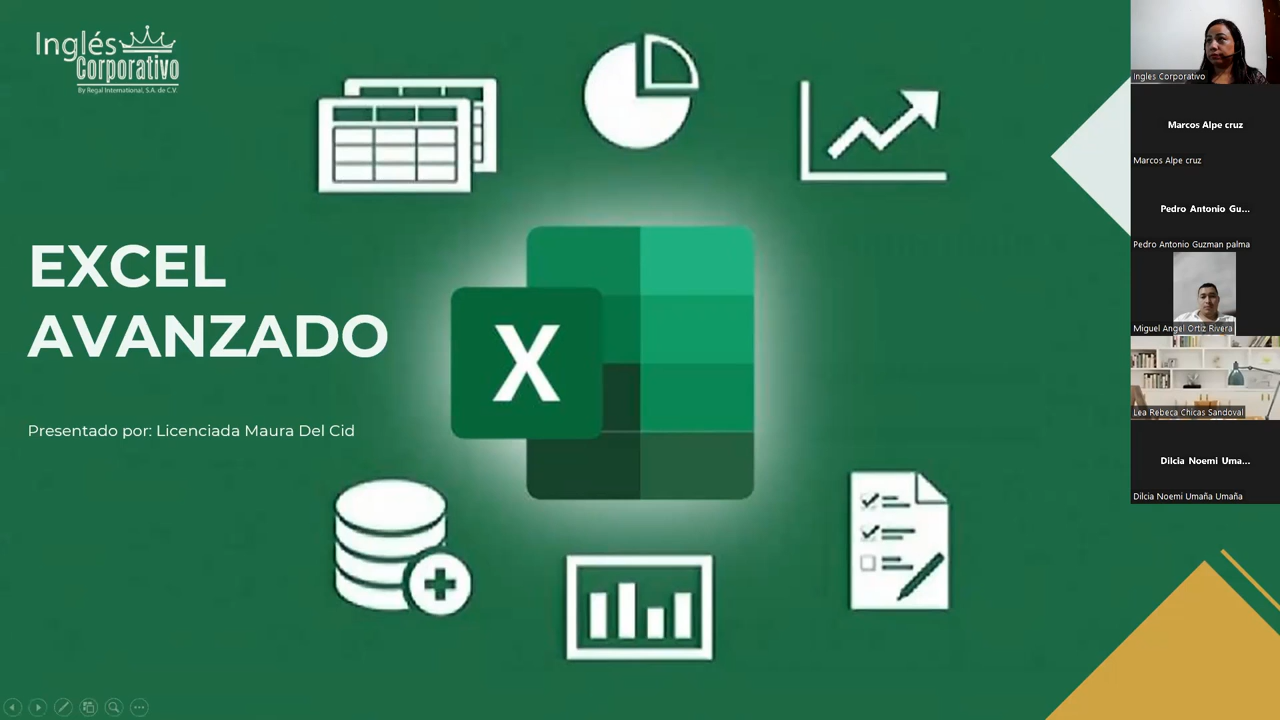 Inglés
Corporativo
By Regal International, S.A. de C.V.
EXCEL
AVANZADO
Presentado por: Licenciada Maura Del Cid
X
Ingles Corporativo
Marcos Alpe cruz
Marcos Alpe cruz
Pedro Antonio Gu...
Pedro Antonio Guzman palma
Miguel Angel Ortiz Rivera
Lea Rebeca Chicas Sandoval
Dilcia Noemi Uma...
Dilcia Noemi Umaña Umaña